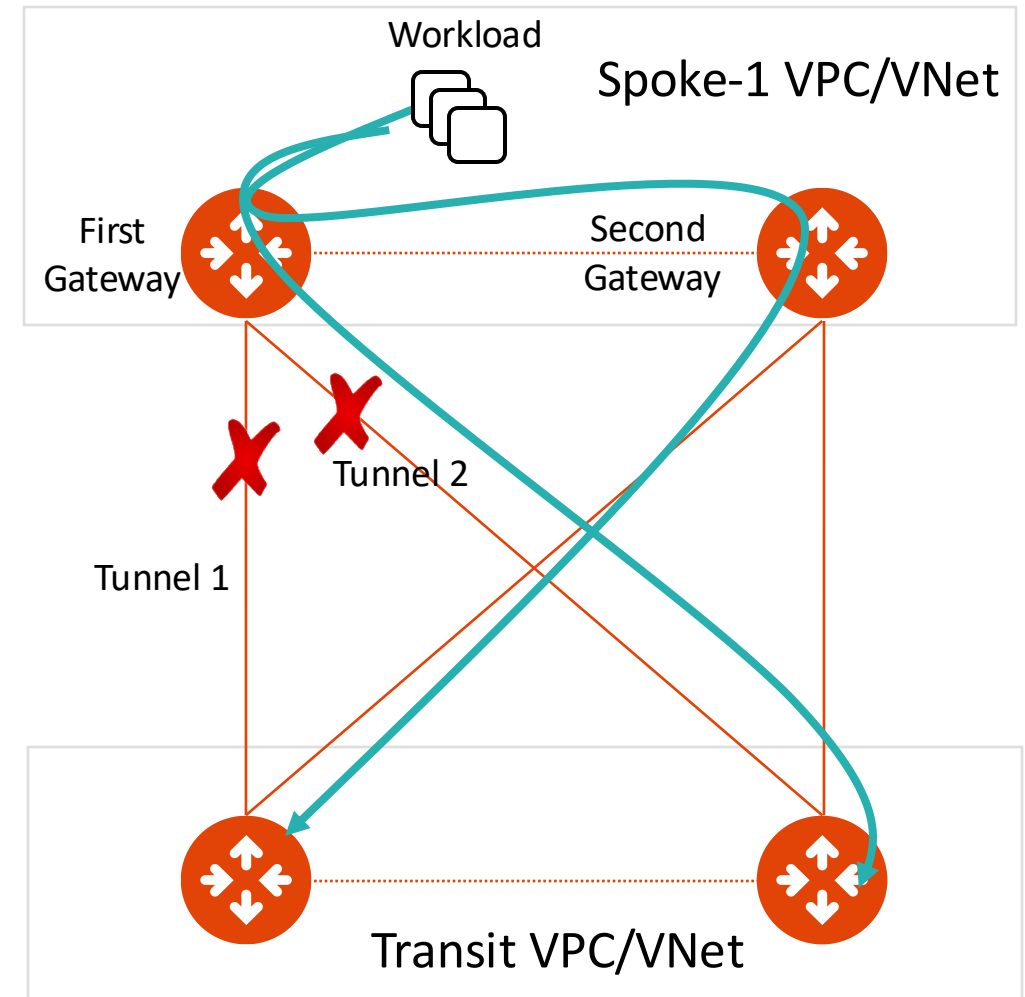 Workload
Spoke-1 VPC/VNet
First
Gateway
Second
Gateway
Tunnel 2
Tunnel 1
Transit VPC/VNet